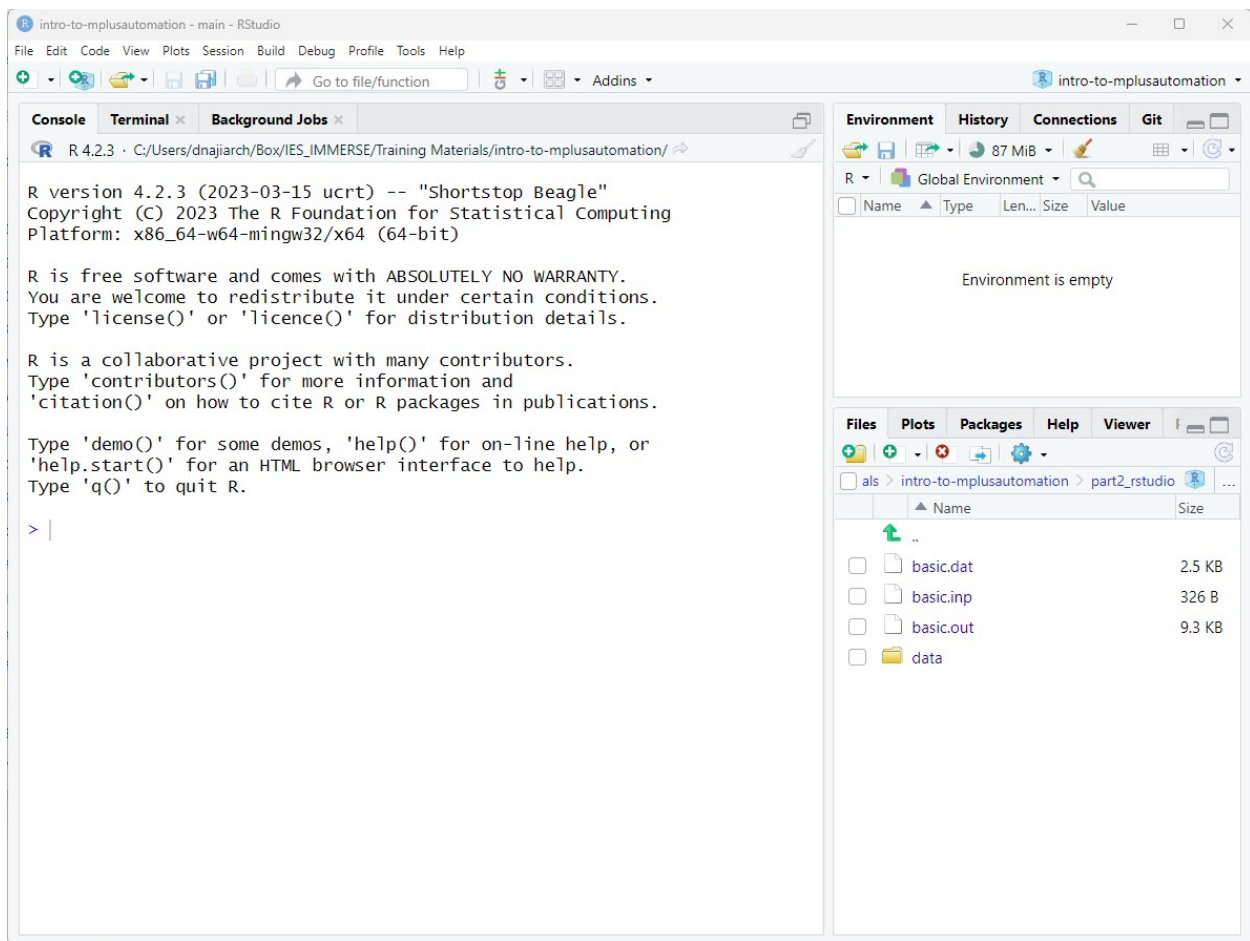 intro-to-mplusautomation - main - RStudio
File Edit Code View Plots Session Build Debug Profile Tools Help
Go to file/function
Addins
intro-to-mplusautomation
Console Terminal Background Jobs
R 4.2.3 · C:/Users/dnajiarch/Box/IES_IMMERSE/Training Materials/intro-to-mplusautomation/
R version 4.2.3 (2023-03-15 ucrt) -- "Shortstop Beagle"
Copyright (C) 2023 The R Foundation for Statistical Computing
Platform: x86_64-w64-mingw32/x64 (64-bit)
R is free software and comes with ABSOLUTELY NO WARRANTY.
You are welcome to redistribute it under certain conditions.
Type 'license()' or 'licence()' for distribution details.
R is a collaborative project with many contributors.
Type 'contributors()' for more information and
'citation()' on how to cite R or R packages in publications.
Type 'demo()' for some demos, 'help()' for on-line help, or
'help.start()' for an HTML browser interface to help.
Type 'q()' to quit R.
>
Environment History Connections Git
87 MiB
R Global Environment
Name Type Len... Size Value
Environment is empty
Files Plots Packages Help Viewer
als > intro-to-mplusautomation > part2_rstudio ...
Name Size
..
basic.dat 2.5 KB
basic.inp 326 B
basic.out 9.3 KB
data